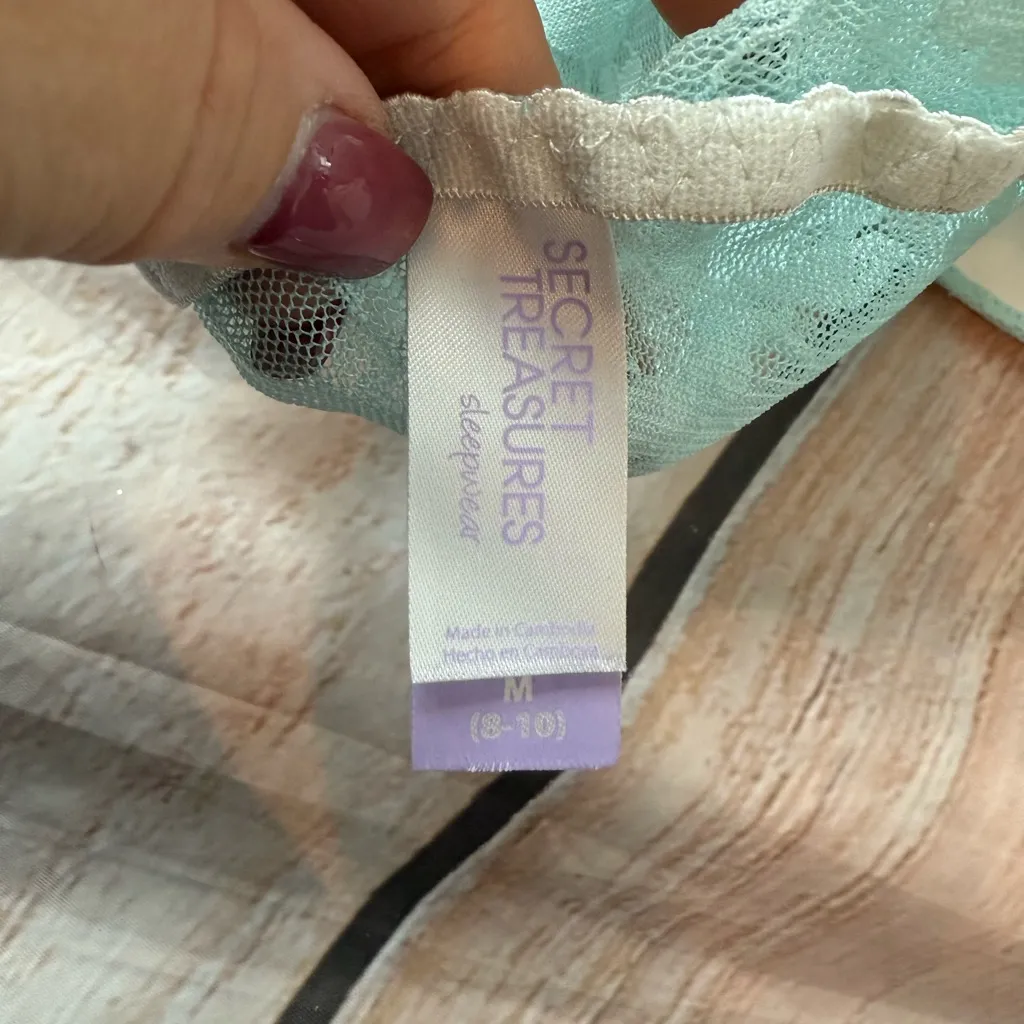 SECRET
TREASURES
sleepwear
Made in Cambodia
Hecho en Camboya
M
(8-10)